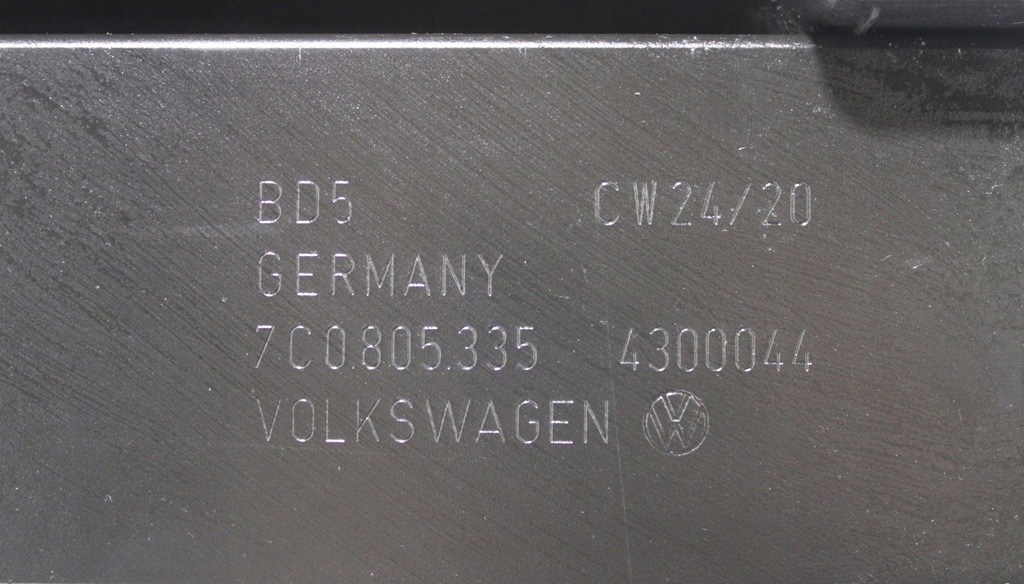 BD5 CW24/20
GERMANY
7C0.805.335 4300044
VOLKSWAGEN